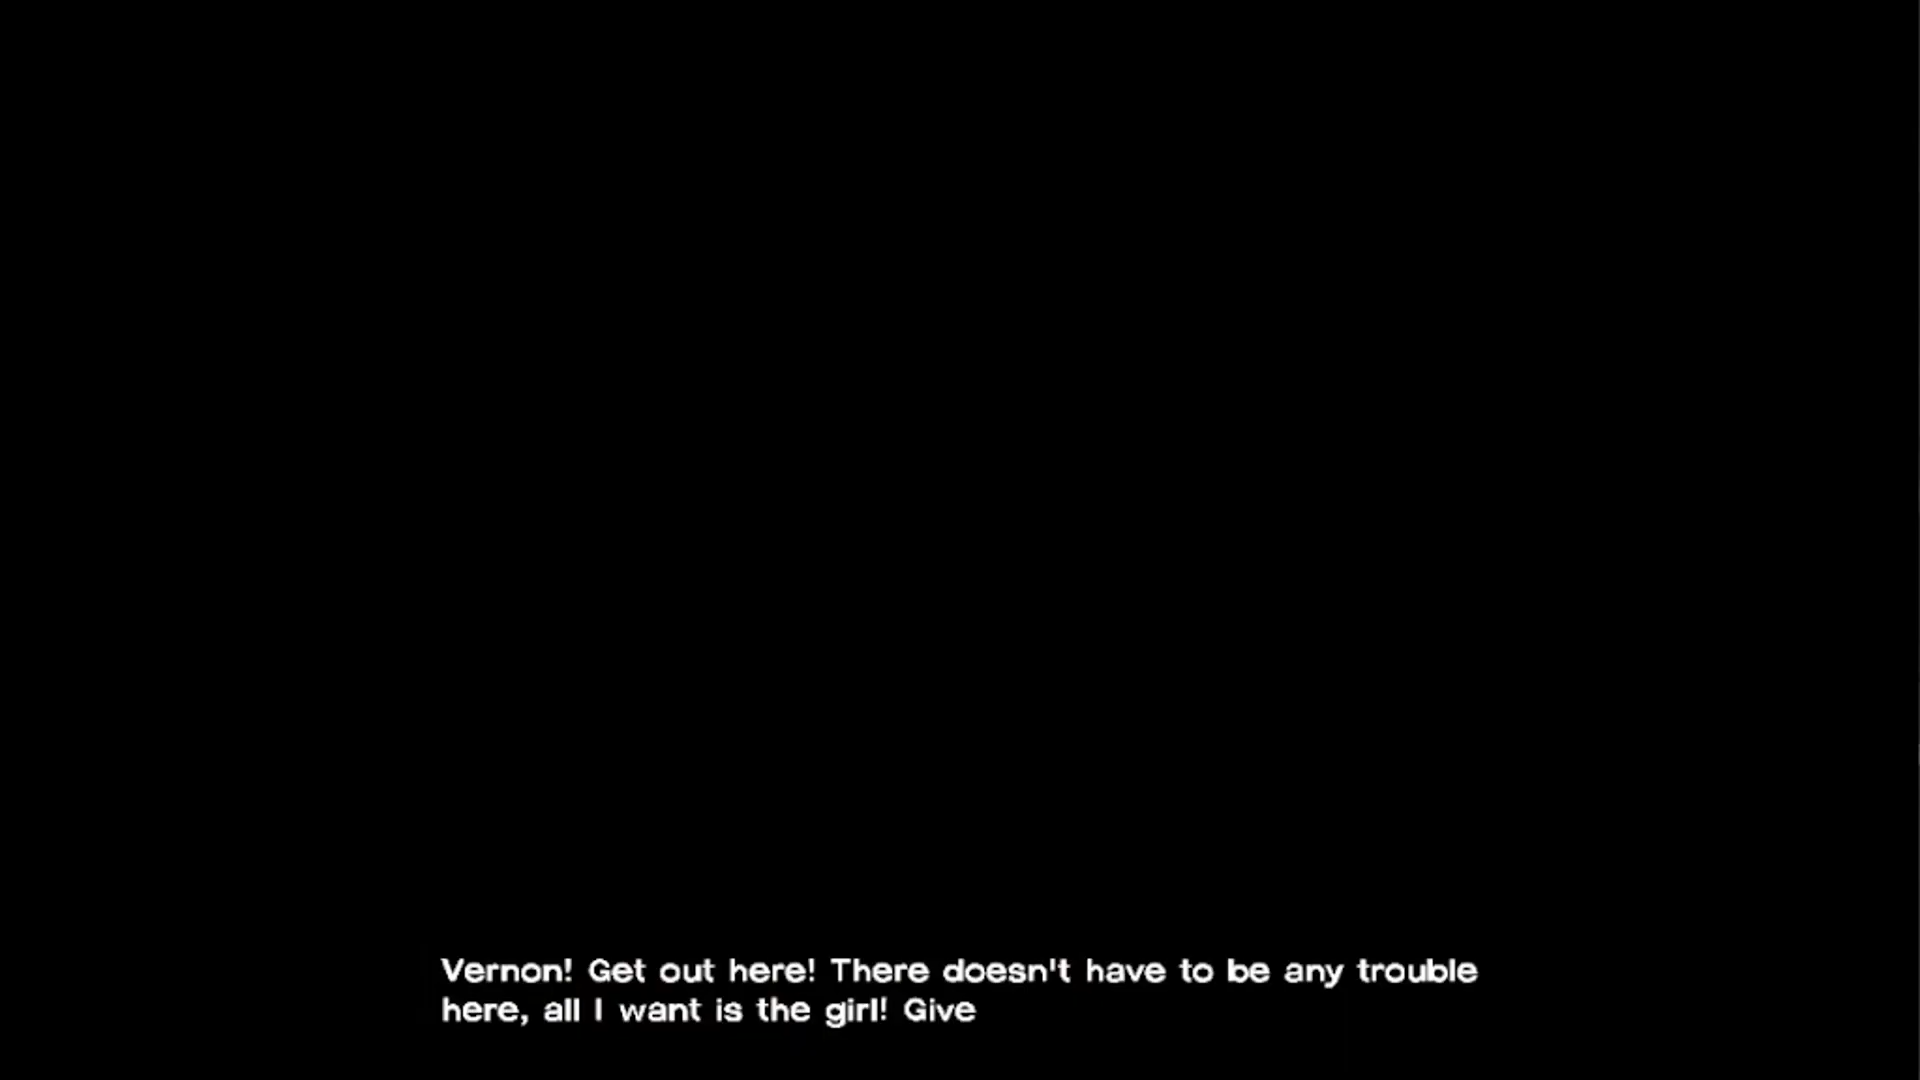 Vernon! Get out here! There doesn't have to be any trouble
here, all I want is the girl! Give